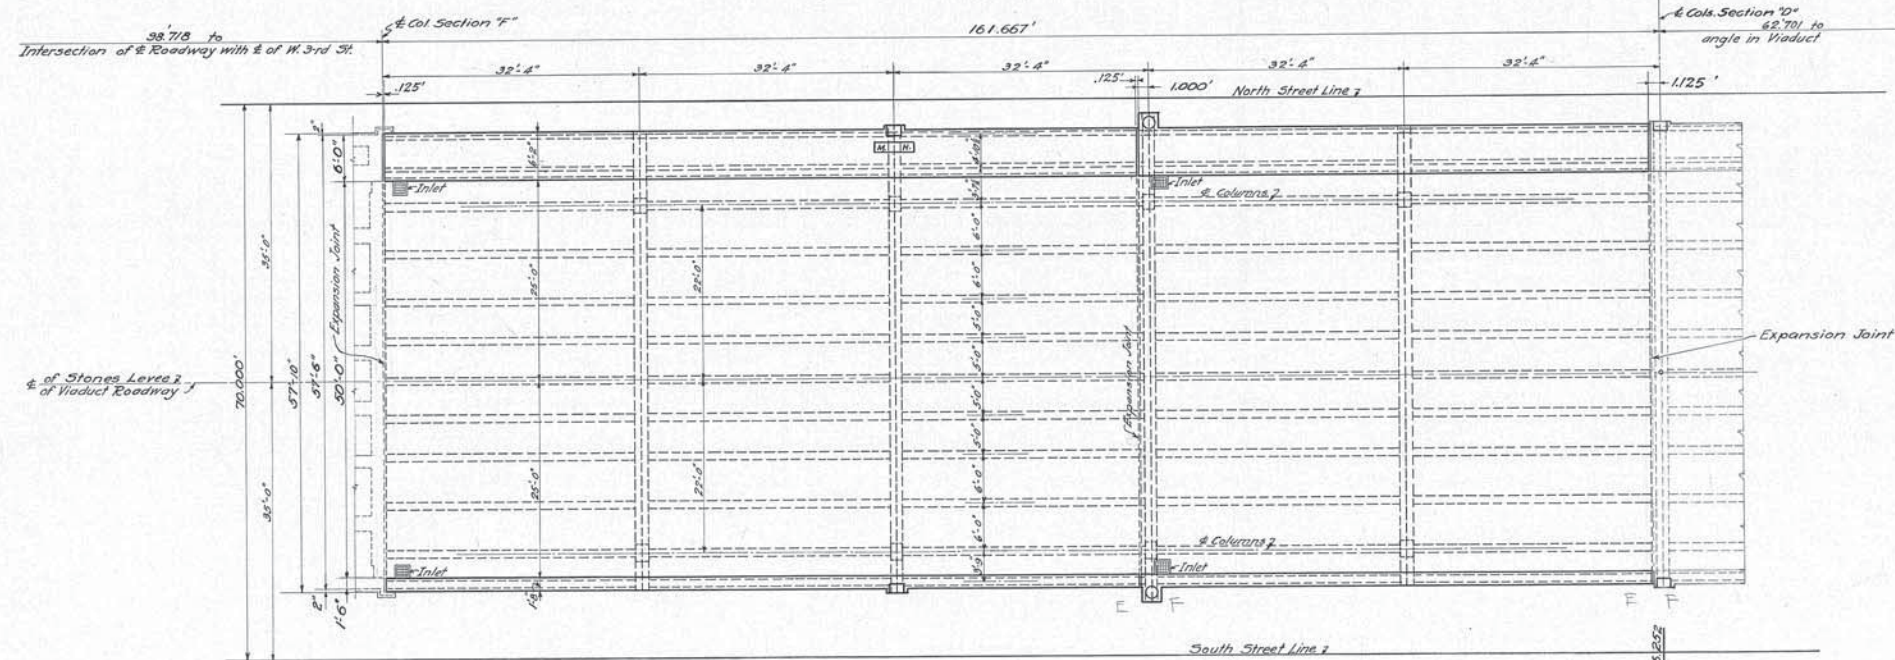 ℄ Col. Section "F"
98.718 to
Intersection of ℄ Roadway with ℄ of W. 3-rd St.
161.667'
℄ Cols. Section "D"
62.701 to
angle in Viaduct
32'-4"
32'-4"
32'-4"
32'-4"
32'-4"
.125'
.125'
1.000'
North Street Line
1.125'
2"
6'-0"
6'-2"
M. H.
Inlet
Inlet
℄ Columns
6'-0"
35'-0"
Expansion Joint
25'-0"
22'-0"
6'-0"
5'-0"
5'-0"
Expansion Joint
Expansion Joint
℄ of Stones Levee
of Viaduct Roadway
70.000'
57'-10"
57'-8"
50'-0"
5'-0"
5'-0"
6'-0"
35'-0"
25'-0"
22'-0"
6'-0"
℄ Columns
Inlet
Inlet
2"
1'-6"
E F
E F
South Street Line